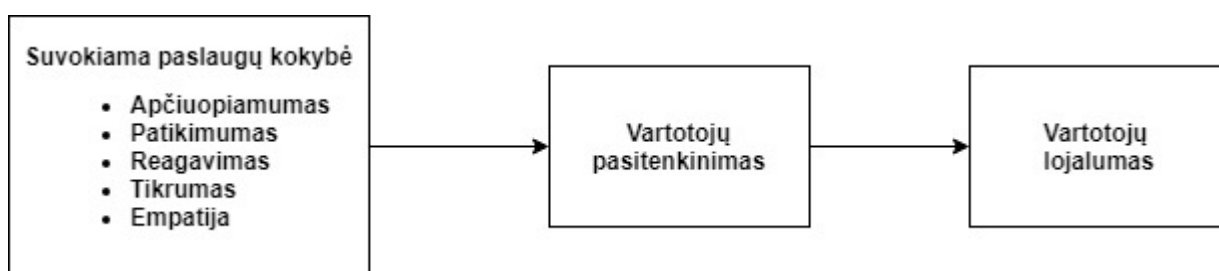 Suvokiama paslaugų kokybė
• Apčiuopiamumas
• Patikimumas
• Reagavimas
• Tikrumas
• Empatija
Vartotojų
pasitenkinimas
Vartotojų
lojalumas